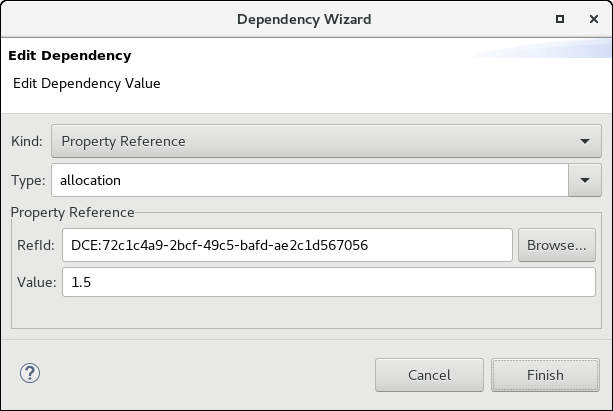 Dependency Wizard
Edit Dependency
Edit Dependency Value
Kind: Property Reference
Type: allocation
Property Reference
RefId: DCE:72c1c4a9-2bcf-49c5-bafd-ae2c1d567056 Browse...
Value: 1.5
? Cancel Finish